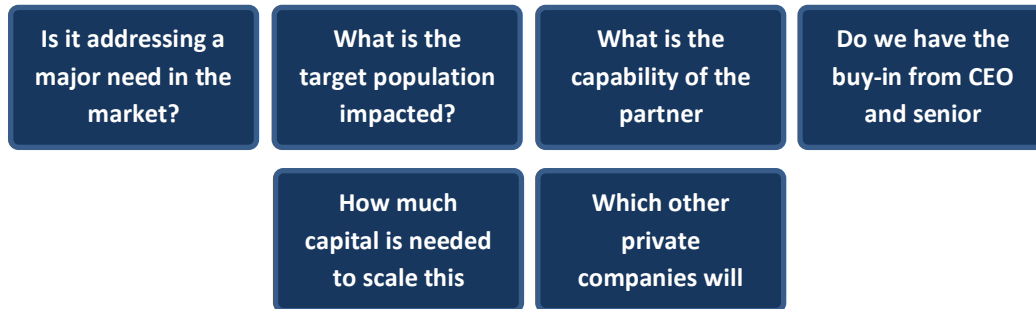 Is it addressing a
major need in the
market?
What is the
target population
impacted?
What is the
capability of the
partner
Do we have the
buy-in from CEO
and senior
How much
capital is needed
to scale this
Which other
private
companies will